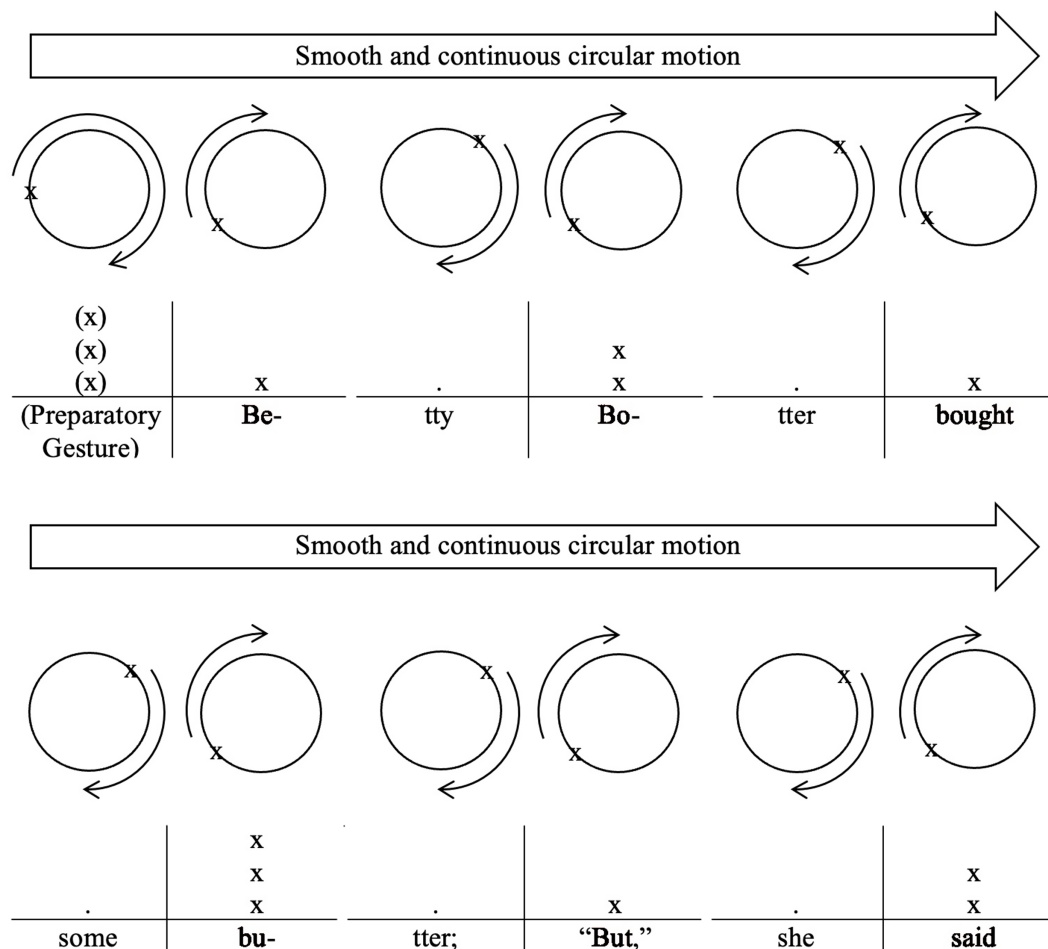 Smooth and continuous circular motion
x x x x x x
(x)
(x) x
(x) x . x . x
(Preparatory Be- tty Bo- tter bought
Gesture)
Smooth and continuous circular motion
x x x x x x
x
x x
. x . x . x
some bu- tter; “But,” she said